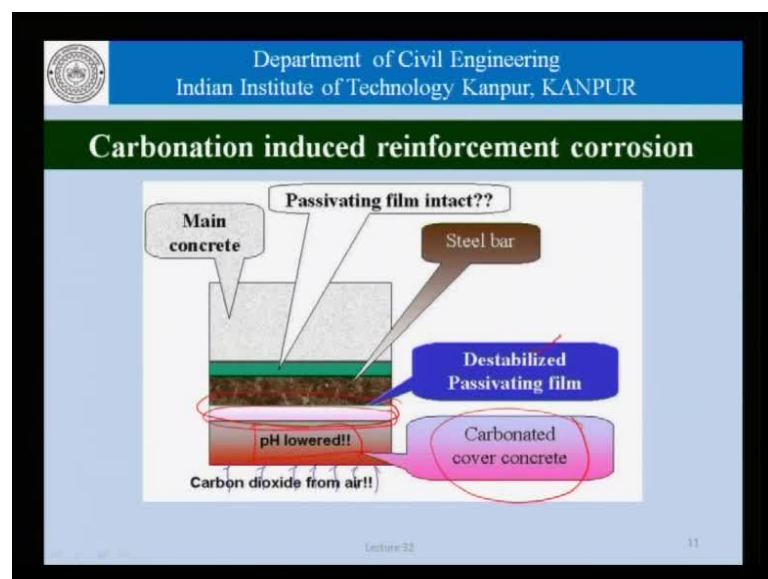 Department of Civil Engineering
Indian Institute of Technology Kanpur, KANPUR
Carbonation induced reinforcement corrosion
Passivating film intact??
Main
concrete
Steel bar
Destabilized
Passivating film
pH lowered!!
Carbonated
cover concrete
Carbon dioxide from air!!
Lecture 32
11